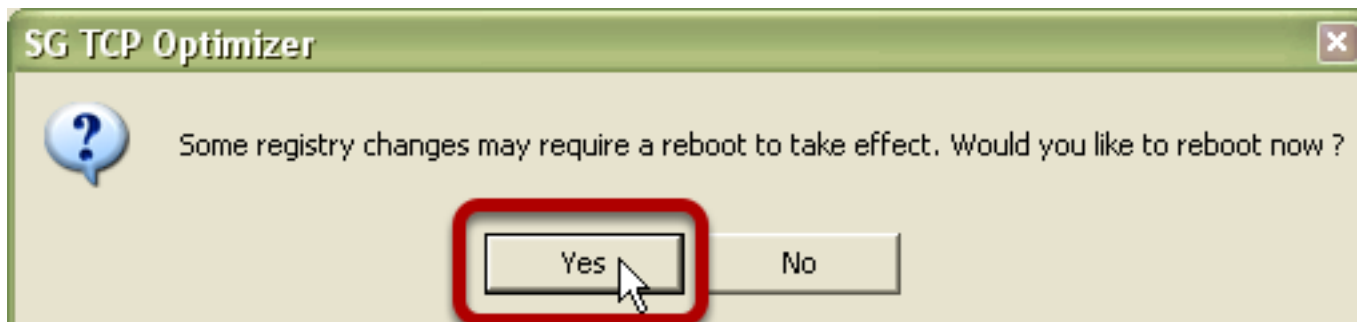 SG TCP Optimizer
Some registry changes may require a reboot to take effect. Would you like to reboot now ?
Yes No